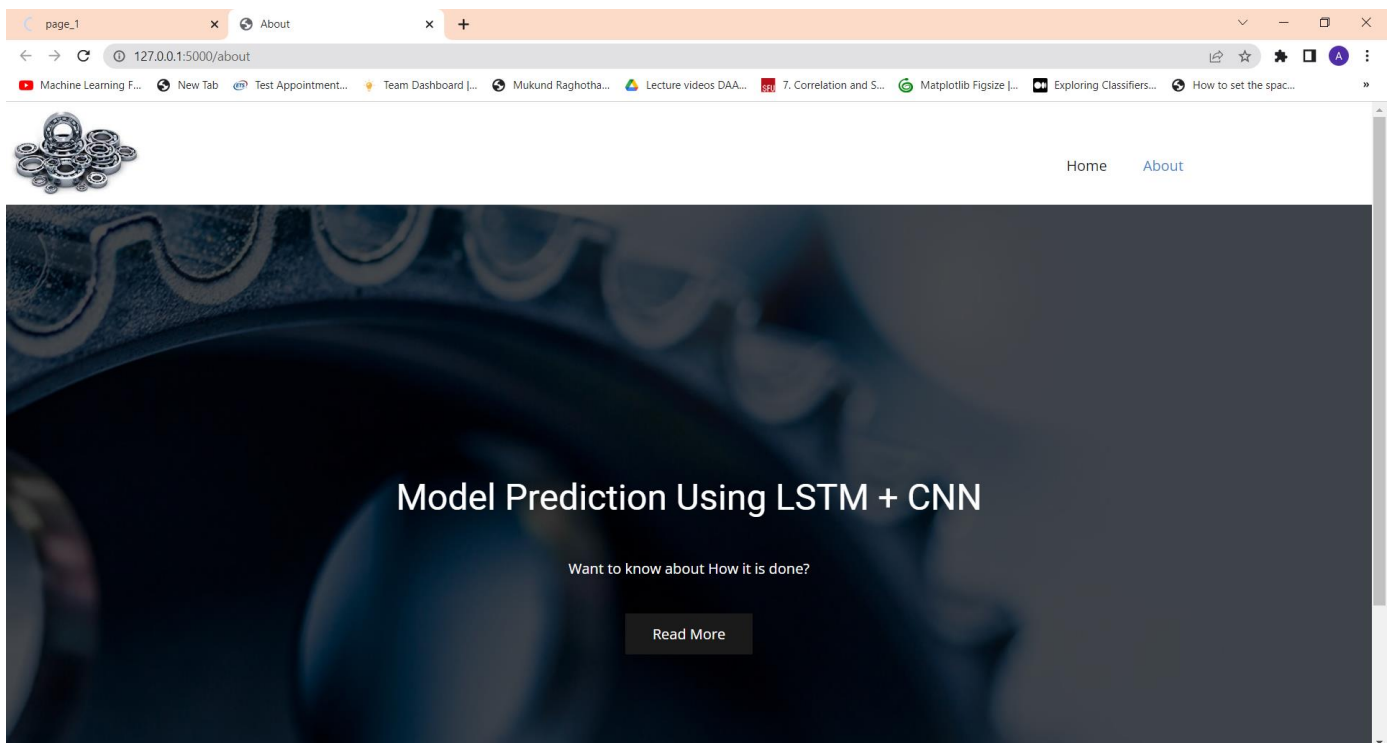 page_1
About
127.0.0.1:5000/about
A
Machine Learning F...
New Tab
Test Appointment...
Team Dashboard |...
Mukund Raghotha...
Lecture videos DAA...
SFU
7. Correlation and S...
Matplotlib Figsize |...
Exploring Classifiers...
How to set the spac...
»
Home
About
Model Prediction Using LSTM + CNN
Want to know about How it is done?
Read More